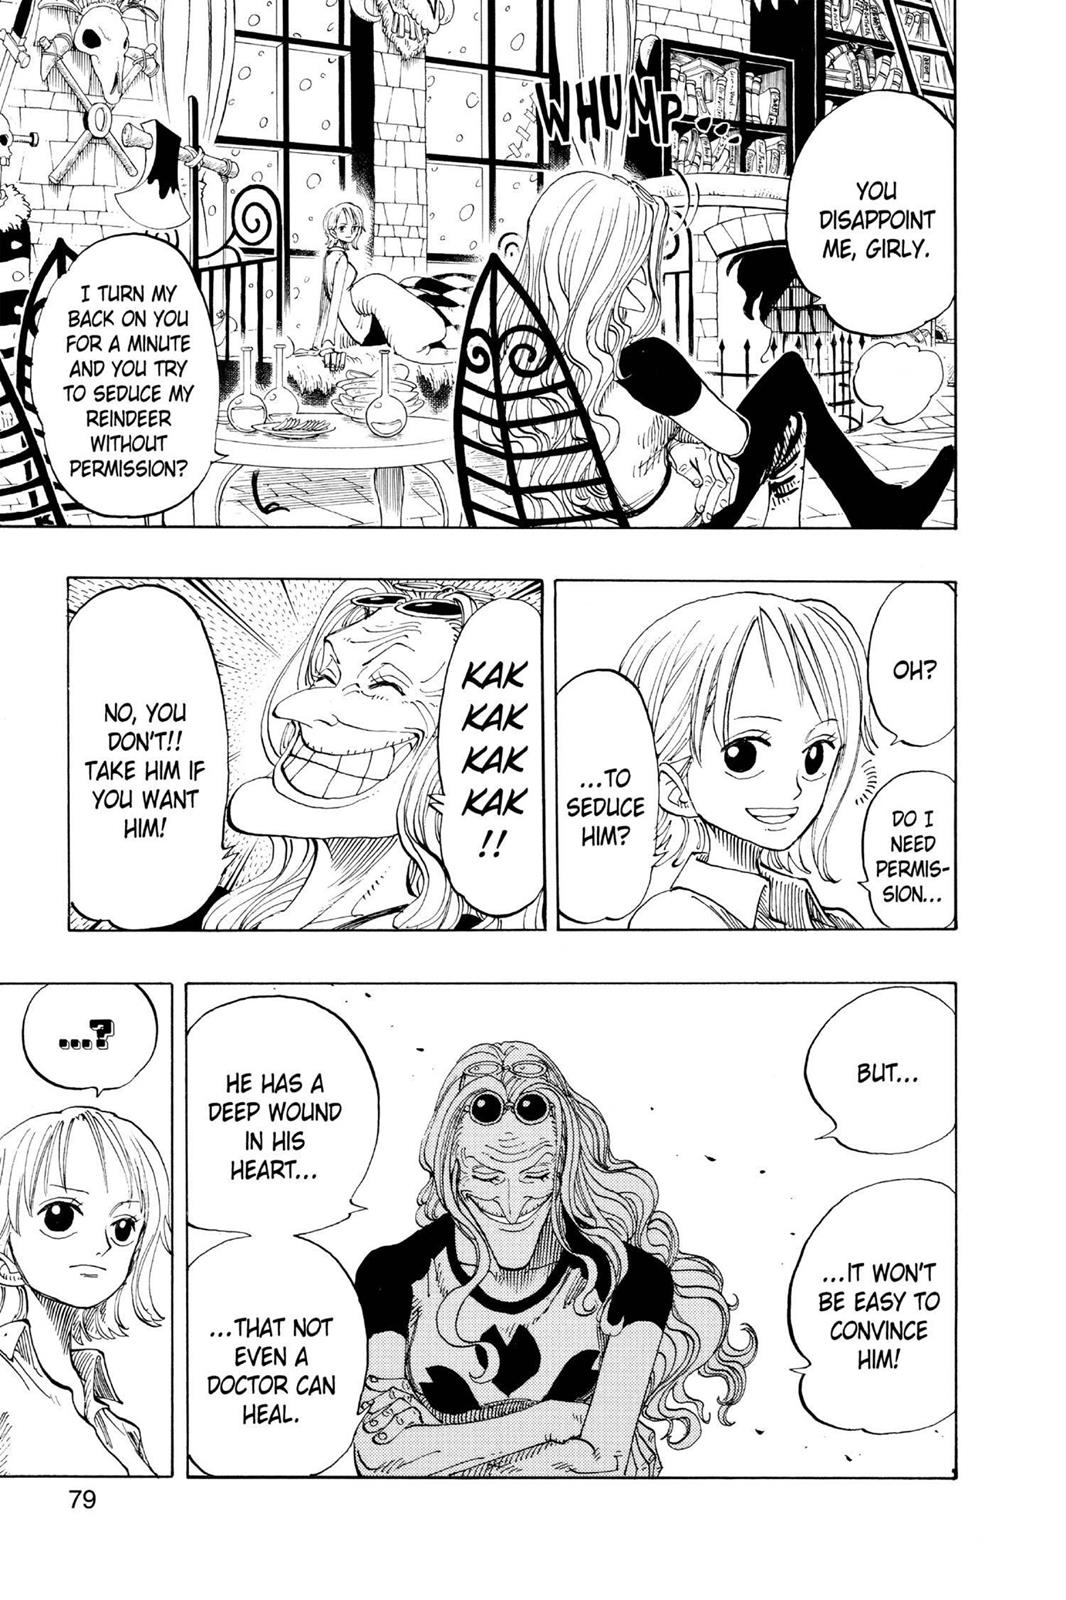 WHUMP...
YOU
DISAPPOINT
ME, GIRLY.
I TURN MY
BACK ON YOU
FOR A MINUTE
AND YOU TRY
TO SEDUCE MY
REINDEER
WITHOUT
PERMISSION?
OH?
DO I
NEED
PERMIS-
SION...
...TO
SEDUCE
HIM?
KAK
KAK
KAK
KAK
!!
NO, YOU
DON'T!!
TAKE HIM IF
YOU WANT
HIM!
BUT...
...IT WON'T
BE EASY TO
CONVINCE
HIM!
HE HAS A
DEEP WOUND
IN HIS
HEART...
...THAT NOT
EVEN A
DOCTOR CAN
HEAL.
...?
79